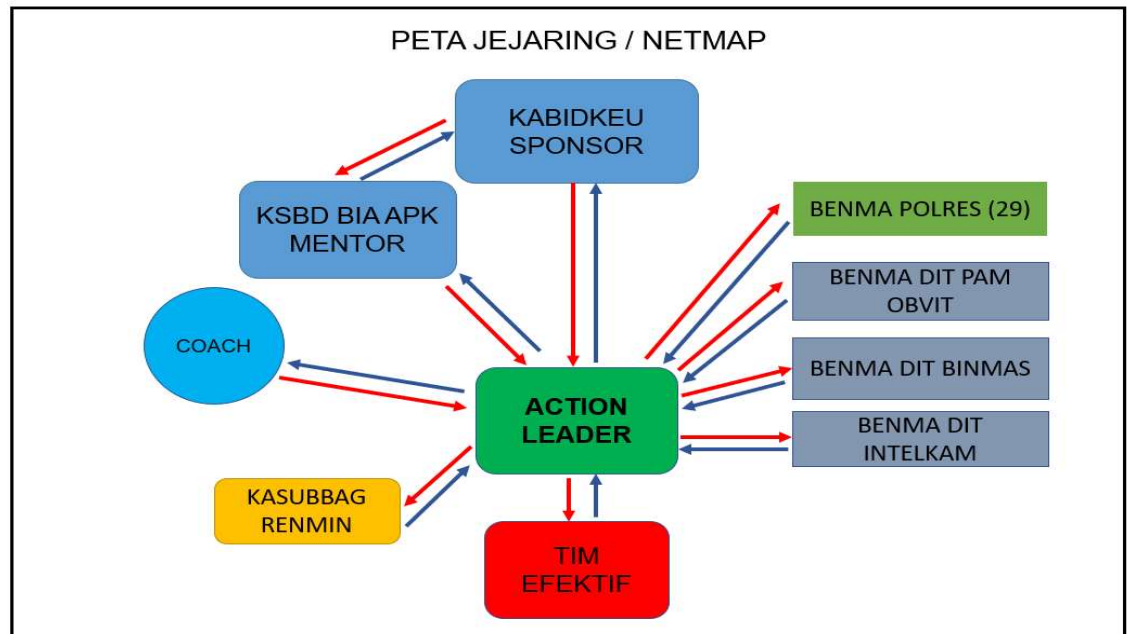 PETA JEJARING / NETMAP
KABIDKEU
SPONSOR
KSBD BIA APK
MENTOR
BENMA POLRES (29)
BENMA DIT PAM
OBVIT
COACH
BENMA DIT BINMAS
ACTION
LEADER
BENMA DIT
INTELKAM
KASUBBAG
RENMIN
TIM
EFEKTIF